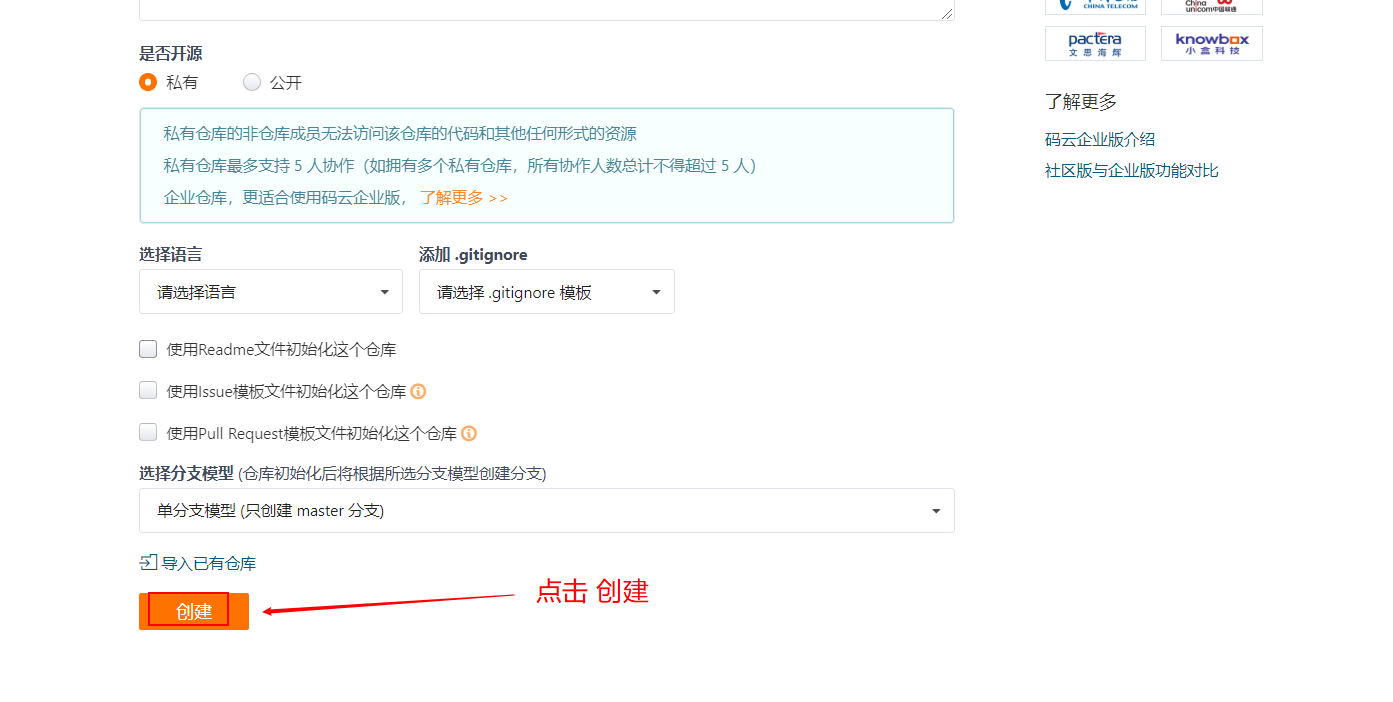 是否开源
私有
公开
私有仓库的非仓库成员无法访问该仓库的代码和其他任何形式的资源
私有仓库最多支持 5 人协作（如拥有多个私有仓库，所有协作人数总计不得超过 5 人）
企业仓库，更适合使用码云企业版， 了解更多 >>
选择语言
添加 .gitignore
请选择语言
请选择 .gitignore 模板
使用Readme文件初始化这个仓库
使用Issue模板文件初始化这个仓库
使用Pull Request模板文件初始化这个仓库
选择分支模型 (仓库初始化后将根据所选分支模型创建分支)
单分支模型 (只创建 master 分支)
导入已有仓库
创建
点击 创建
CHINA TELECOM
China
unicom中国联通
pactera
文思海辉
knowbox
小盒科技
了解更多
码云企业版介绍
社区版与企业版功能对比